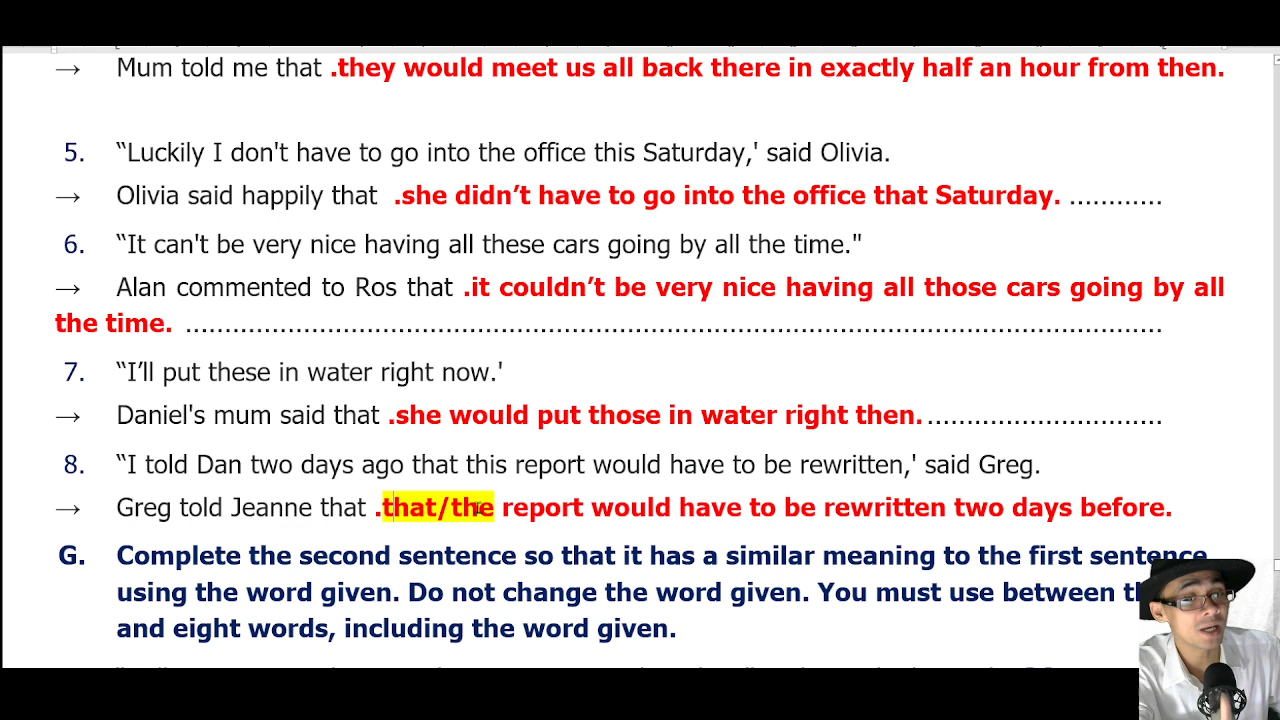 → Mum told me that .they would meet us all back there in exactly half an hour from then.
5. “Luckily I don't have to go into the office this Saturday,' said Olivia.
→ Olivia said happily that .she didn’t have to go into the office that Saturday. ............
6. “It can't be very nice having all these cars going by all the time."
→ Alan commented to Ros that .it couldn’t be very nice having all those cars going by all
the time. ...........................................................................................................................
7. “I’ll put these in water right now.'
→ Daniel's mum said that .she would put those in water right then..............................
8. “I told Dan two days ago that this report would have to be rewritten,' said Greg.
→ Greg told Jeanne that .that/the report would have to be rewritten two days before.
G. Complete the second sentence so that it has a similar meaning to the first sentence
using the word given. Do not change the word given. You must use between
and eight words, including the word given.